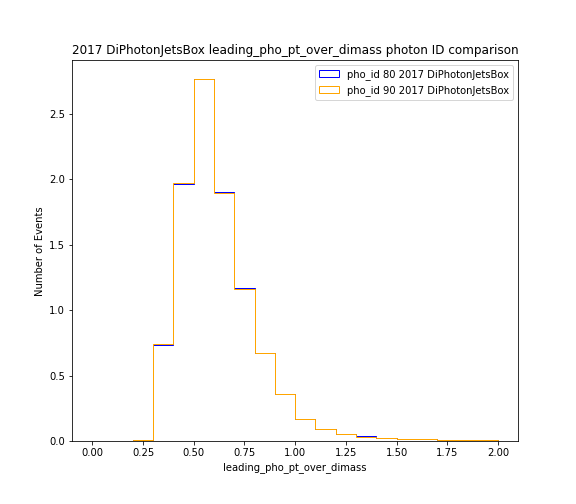 2017 DiPhotonJetsBox leading_pho_pt_over_dimass photon ID comparison
pho_id 80 2017 DiPhotonJetsBox
pho_id 90 2017 DiPhotonJetsBox
Number of Events
2.5
2.0
1.5
1.0
0.5
0.0
0.00 0.25 0.50 0.75 1.00 1.25 1.50 1.75 2.00
leading_pho_pt_over_dimass